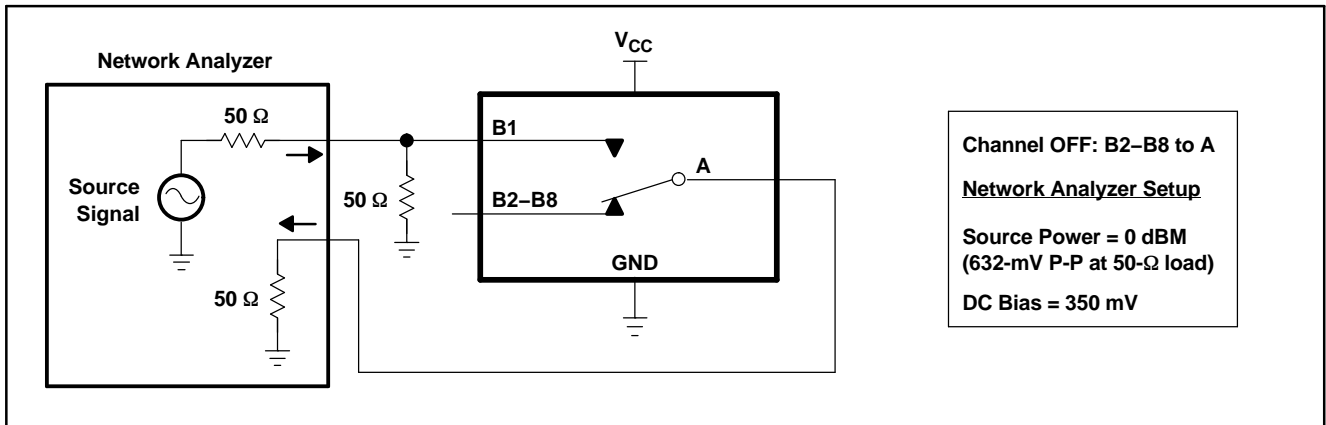 V_CC
Network Analyzer
50 Ω
B1
A
Source
Signal
50 Ω
B2–B8
50 Ω
GND
Channel OFF: B2–B8 to A
Network Analyzer Setup
Source Power = 0 dBM
(632-mV P-P at 50-Ω load)
DC Bias = 350 mV